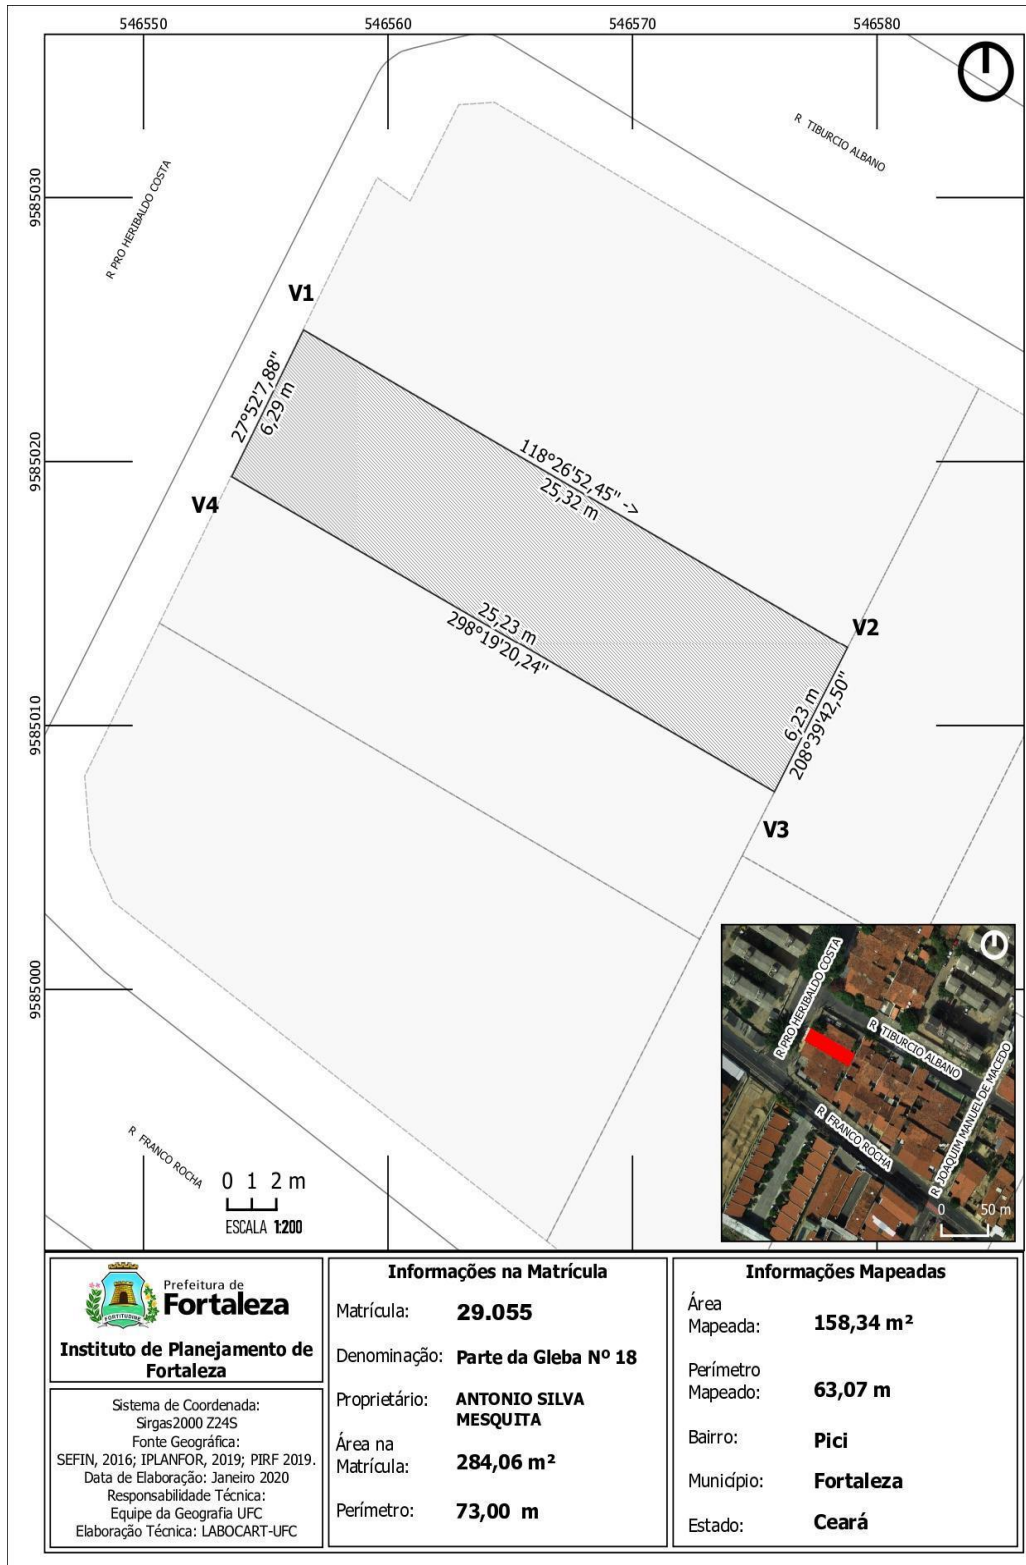 546550
546560
546570
546580
R TIBURCIO ALBANO
R PRO HERIBALDO COSTA
9585030
9585020
9585010
9585000
V1
27°52'7,88"
6,29 m
118°26'52,45" ->
25,32 m
V4
25,23 m
298°19'20,24"
V2
6,23 m
208°39'42,50"
V3
R FRANCO ROCHA
0 1 2 m
ESCALA 1:200
R PRO HERIBALDO COSTA
R TIBURCIO ALBANO
R FRANCO ROCHA
R JOAQUIM MANUEL DE MACEDO
0 50 m
FORTITUDINE
Prefeitura de
Fortaleza
Instituto de Planejamento de
Fortaleza
Sistema de Coordenada:
Sirgas2000 Z24S
Fonte Geográfica:
SEFIN, 2016; IPLANFOR, 2019; PIRF 2019.
Data de Elaboração: Janeiro 2020
Responsabilidade Técnica:
Equipe da Geografia UFC
Elaboração Técnica: LABOCART-UFC
Informações na Matrícula
Matrícula: 29.055
Denominação: Parte da Gleba Nº 18
Proprietário: ANTONIO SILVA
MESQUITA
Área na
Matrícula: 284,06 m²
Perímetro: 73,00 m
Informações Mapeadas
Área
Mapeada: 158,34 m²
Perímetro
Mapeado: 63,07 m
Bairro: Pici
Município: Fortaleza
Estado: Ceará